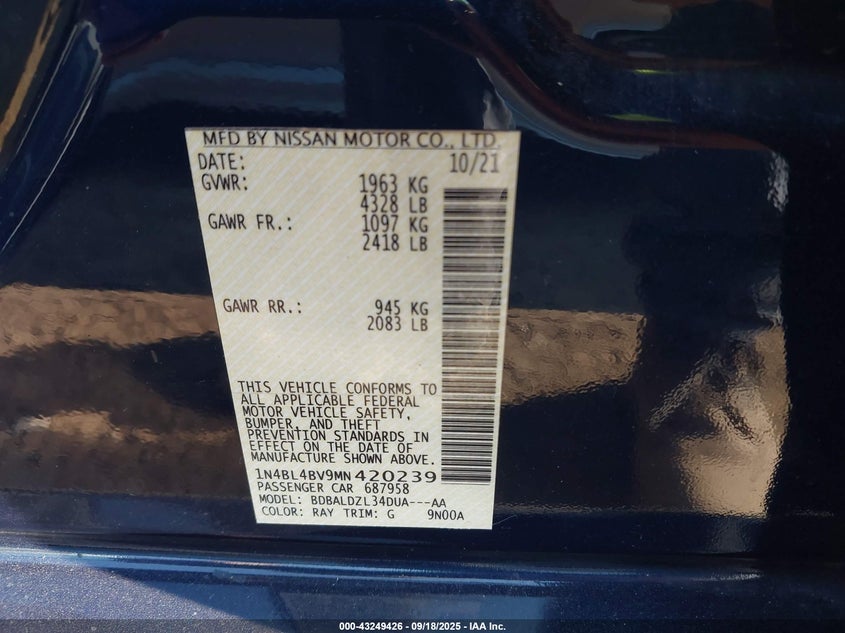 MFD BY NISSAN MOTOR CO., LTD.
DATE: 10/21
GVWR: 1963 KG
4328 LB
GAWR FR.: 1097 KG
2418 LB
GAWR RR.: 945 KG
2083 LB
THIS VEHICLE CONFORMS TO
ALL APPLICABLE FEDERAL
MOTOR VEHICLE SAFETY,
BUMPER, AND THEFT
PREVENTION STANDARDS IN
EFFECT ON THE DATE OF
MANUFACTURE SHOWN ABOVE.
1N4BL4BV9MN420239
PASSENGER CAR 687958
MODEL: BDBALDZL34DUA---AA
COLOR: RAY TRIM: G 9N00A
000-43249426 - 09/18/2025 - IAA Inc.